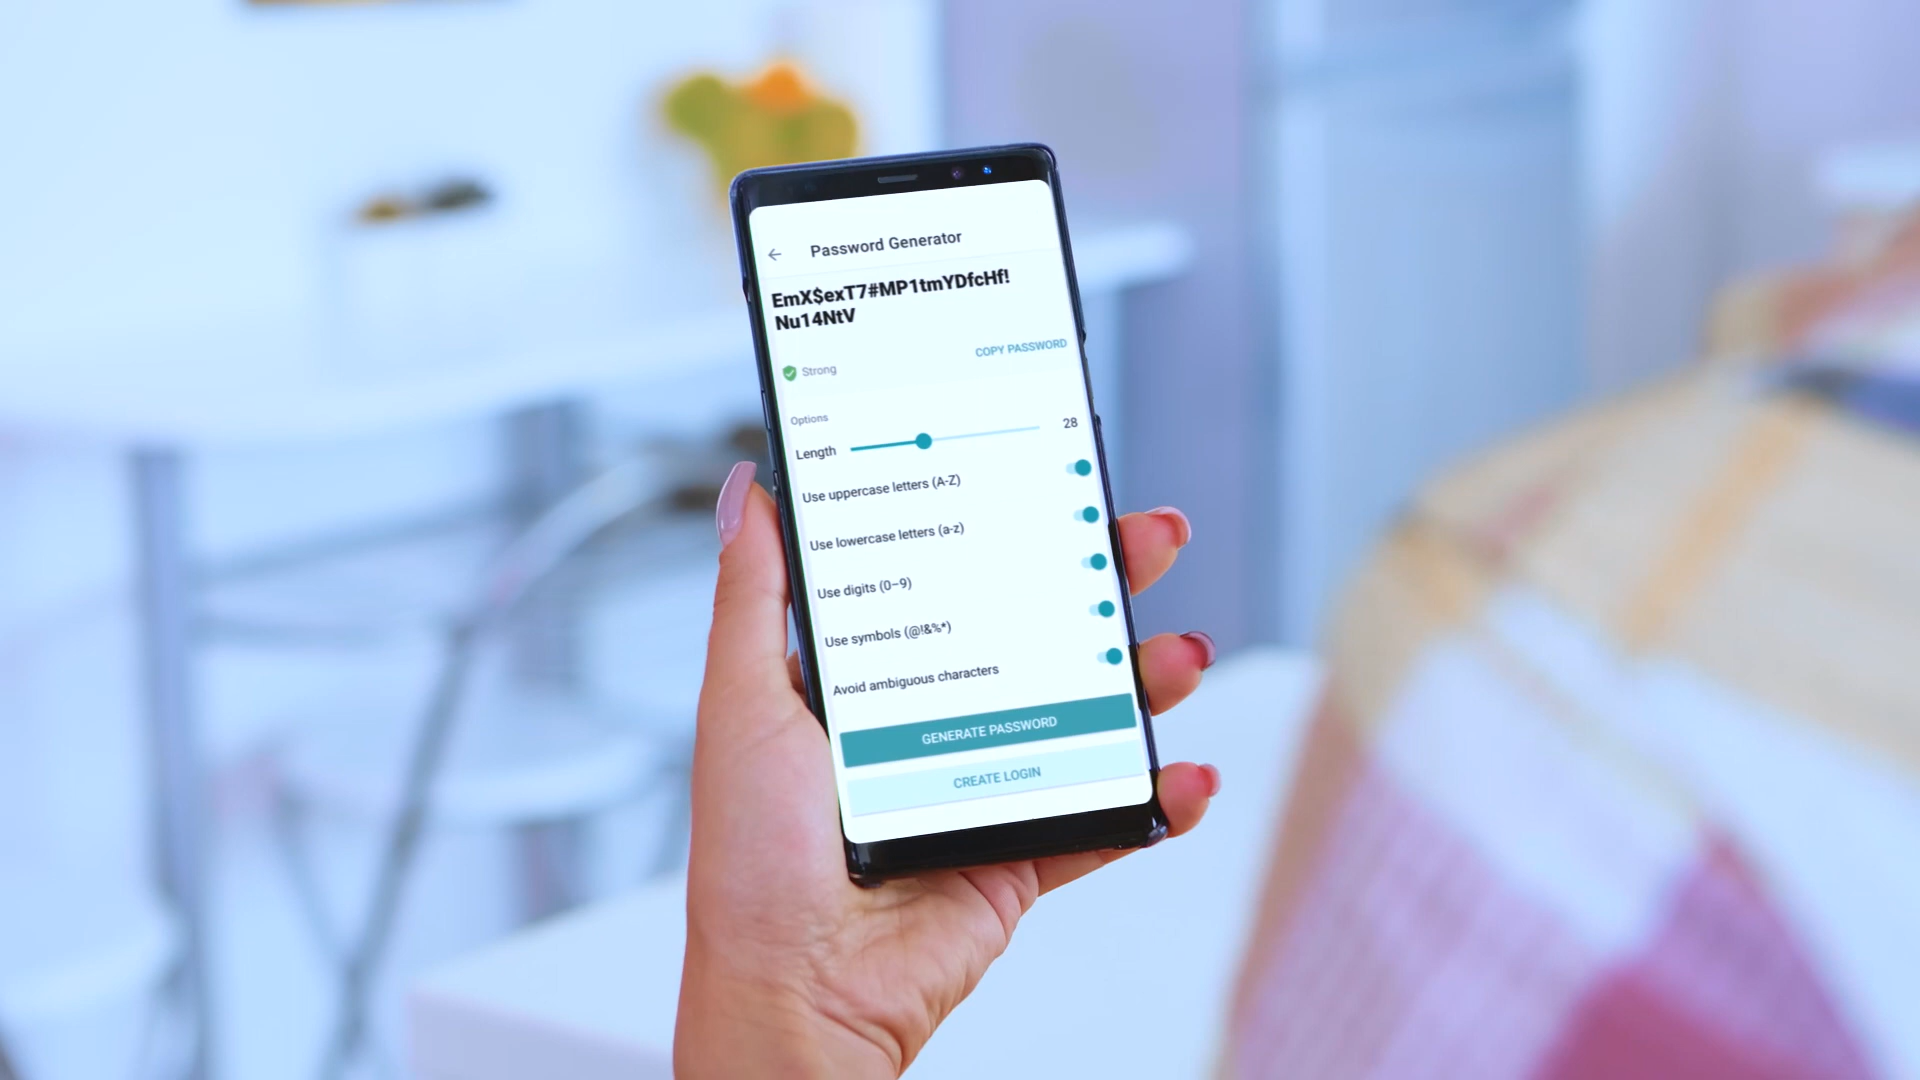 Password Generator
EmX$exT7#MP1tmYDfcHf!
Nu14NtV
Strong
COPY PASSWORD
Options
Length
28
Use uppercase letters (A-Z)
Use lowercase letters (a-z)
Use digits (0–9)
Use symbols (@!&%*)
Avoid ambiguous characters
GENERATE PASSWORD
CREATE LOGIN